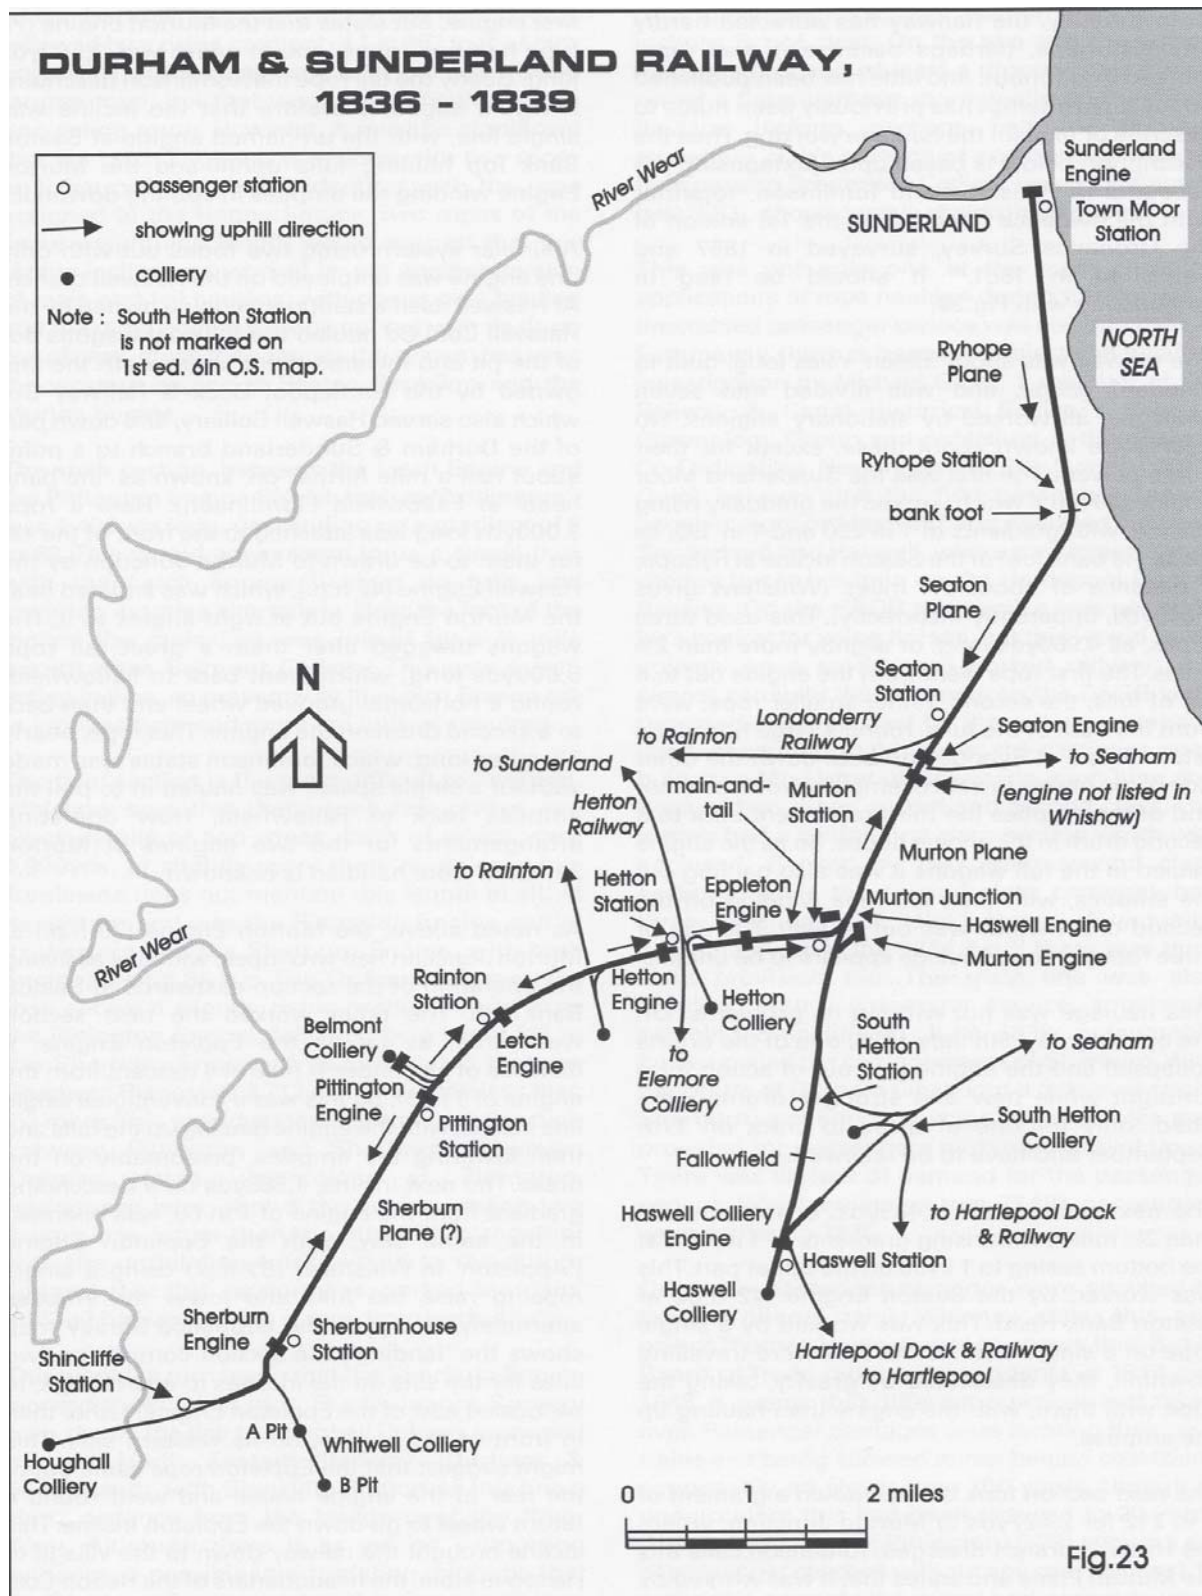 DURHAM & SUNDERLAND RAILWAY,
1836 - 1839
passenger station
showing uphill direction
colliery
Note : South Hetton Station
is not marked on
1st ed. 6in O.S. map.
River Wear
SUNDERLAND
Sunderland
Engine
Town Moor
Station
NORTH
SEA
Ryhope
Plane
Ryhope Station
bank foot
Seaton
Plane
Seaton
Station
N
Londonderry
Railway
to Rainton
Seaton Engine
to Seaham
(engine not listed in
Whishaw)
to Sunderland
Hetton
Railway
main-and-
tail
Murton
Station
Murton Plane
to Rainton
Hetton
Station
Eppleton
Engine
Murton Junction
Haswell Engine
Murton Engine
River Wear
Rainton
Station
Hetton
Engine
Hetton
Colliery
Belmont
Colliery
Letch
Engine
South
Hetton
Station
to Seaham
to
Elemore
Colliery
Pittington
Engine
Pittington
Station
South Hetton
Colliery
Fallowfield
Sherburn
Plane (?)
Haswell Colliery
Engine
to Hartlepool Dock
& Railway
Haswell Station
Haswell
Colliery
Sherburn
Engine
Sherburnhouse
Station
Shincliffe
Station
Hartlepool Dock & Railway
to Hartlepool
A Pit
Whitwell Colliery
Houghall
Colliery
B Pit
0 1 2 miles
Fig.23